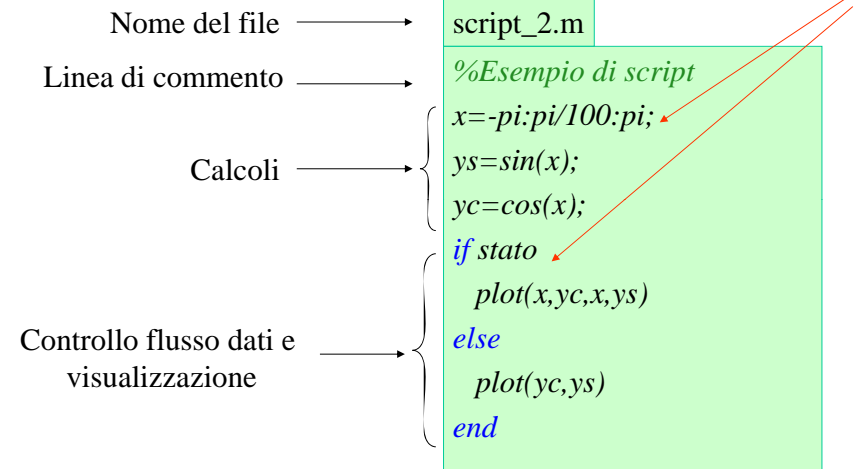 Nome del file
script_2.m
Linea di commento
%Esempio di script
x=-pi:pi/100:pi;
Calcoli
ys=sin(x);
yc=cos(x);
if stato
plot(x,yc,x,ys)
Controllo flusso dati e
visualizzazione
else
plot(yc,ys)
end